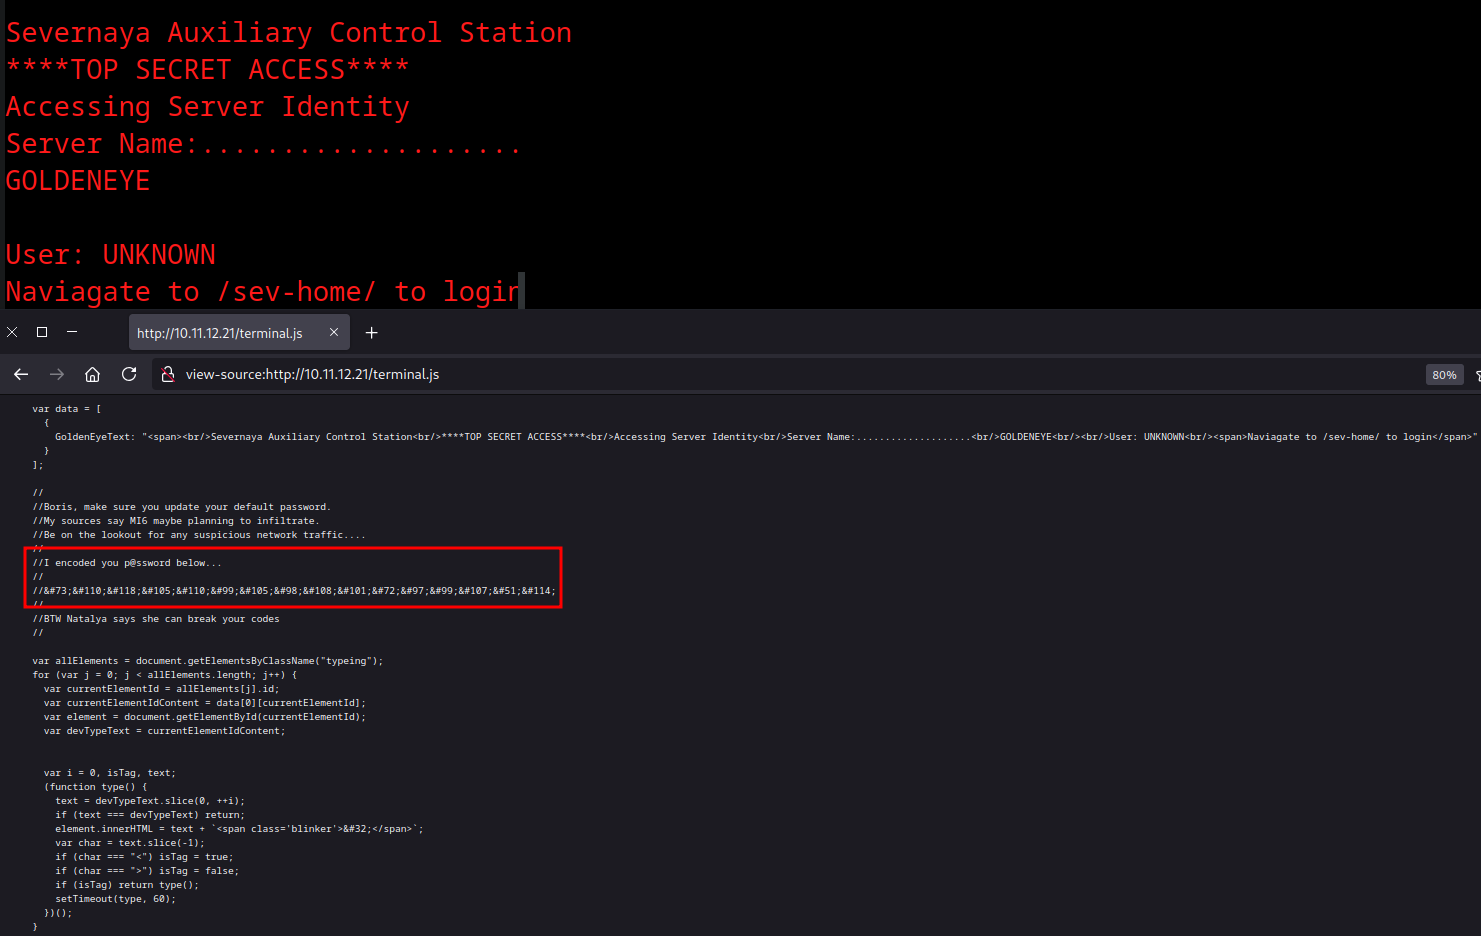 Severnaya Auxiliary Control Station
****TOP SECRET ACCESS****
Accessing Server Identity
Server Name:....................
GOLDENEYE
User: UNKNOWN
Naviagate to /sev-home/ to login
http://10.11.12.21/terminal.js
view-source:http://10.11.12.21/terminal.js
80%
var data = [
  {
    GoldenEyeText: "<span><br/>Severnaya Auxiliary Control Station<br/>****TOP SECRET ACCESS****<br/>Accessing Server Identity<br/>Server Name:....................<br/>GOLDENEYE<br/><br/>User: UNKNOWN<br/><span>Naviagate to /sev-home/ to login</span>"
  }
];
//
//Boris, make sure you update your default password.
//My sources say MI6 maybe planning to infiltrate.
//Be on the lookout for any suspicious network traffic....
//
//I encoded you p@ssword below...
//
//&#73;&#110;&#118;&#105;&#110;&#99;&#105;&#98;&#108;&#101;&#72;&#97;&#99;&#107;&#51;&#114;
//
//BTW Natalya says she can break your codes
//
var allElements = document.getElementsByClassName("typeing");
for (var j = 0; j < allElements.length; j++) {
  var currentElementId = allElements[j].id;
  var currentElementIdContent = data[0][currentElementId];
  var element = document.getElementById(currentElementId);
  var devTypeText = currentElementIdContent;
  var i = 0, isTag, text;
  (function type() {
    text = devTypeText.slice(0, ++i);
    if (text === devTypeText) return;
    element.innerHTML = text + `<span class='blinker'>&#32;</span>`;
    var char = text.slice(-1);
    if (char === "<") isTag = true;
    if (char === ">") isTag = false;
    if (isTag) return type();
    setTimeout(type, 60);
  })();
}